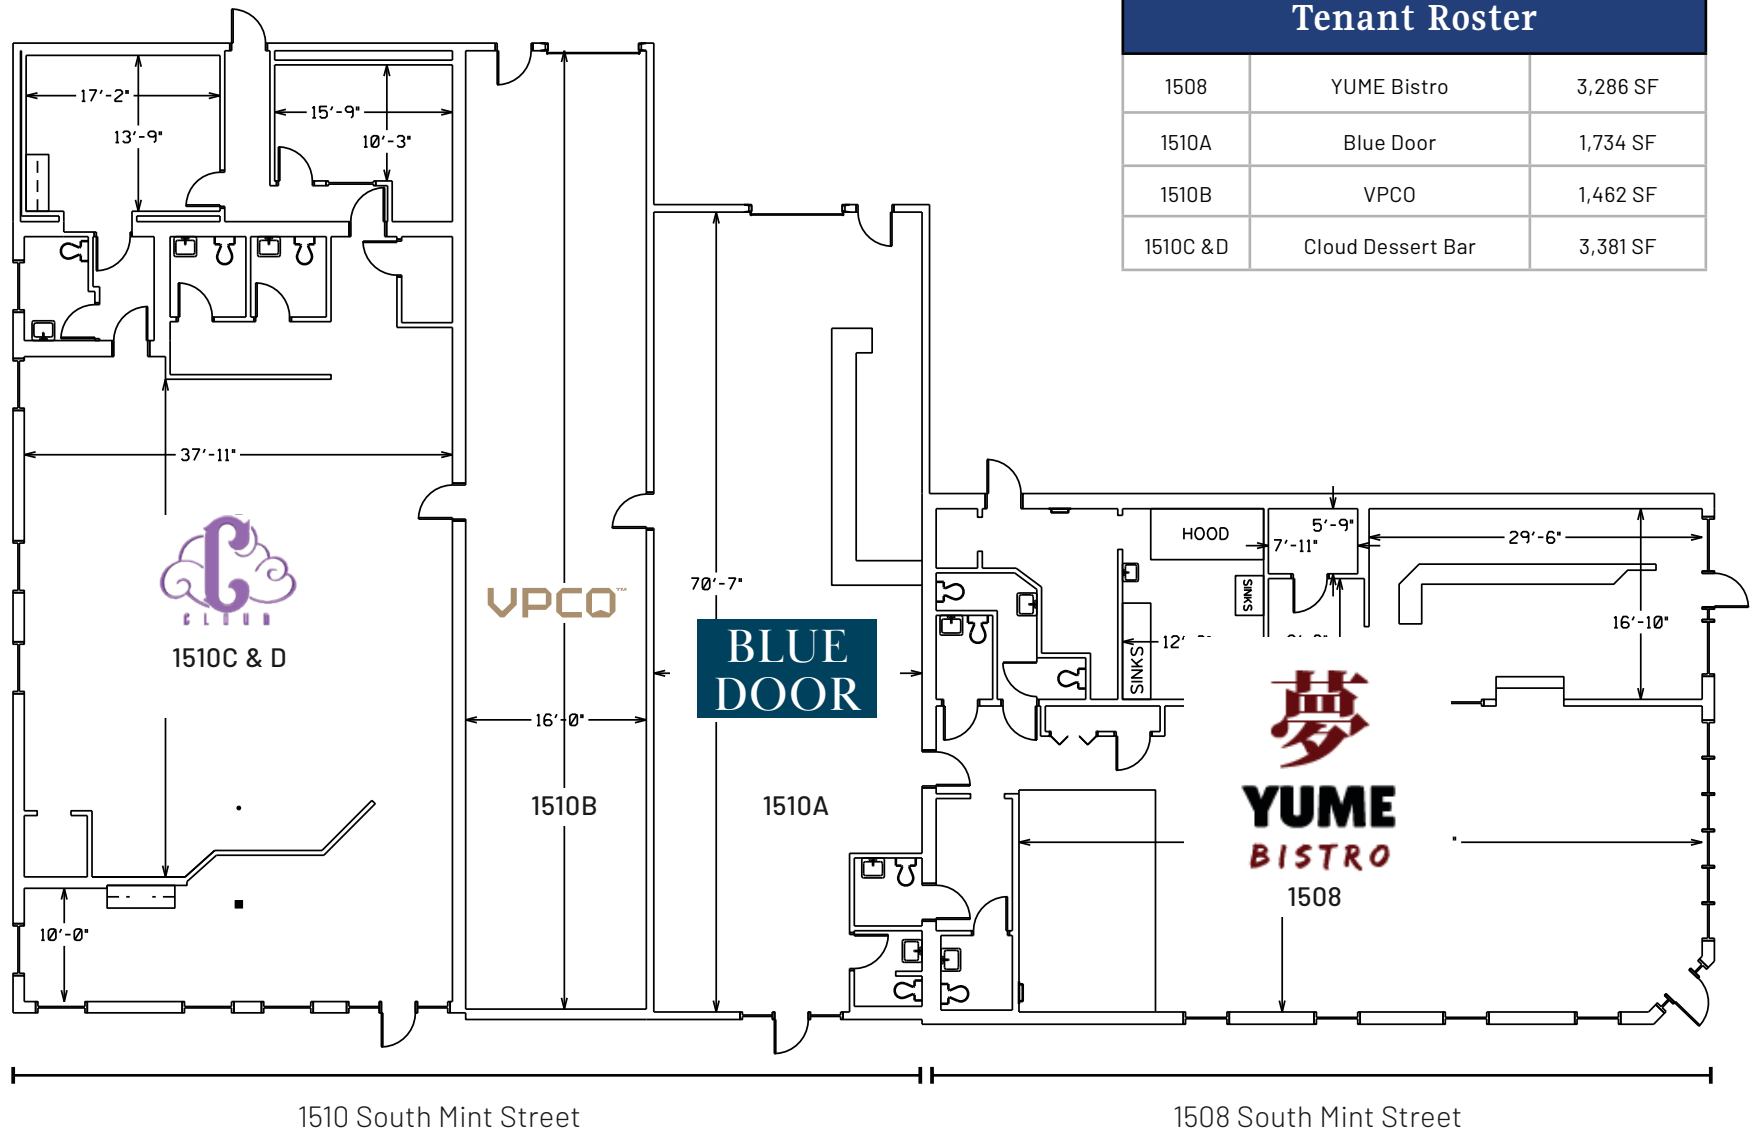 Tenant Roster
1508 YUME Bistro 3,286 SF
1510A Blue Door 1,734 SF
1510B VPCO 1,462 SF
1510C &D Cloud Dessert Bar 3,381 SF
17'-2"
13'-9"
15'-9"
10'-3"
37'-11"
C
CLOUD
1510C & D
10'-0"
VPCO™
16'-0"
1510B
70'-7"
BLUE
DOOR
1510A
HOOD
SINKS
SINKS
12'
5'-9"
7'-11"
29'-6"
16'-10"
夢
YUME
BISTRO
1508
1510 South Mint Street
1508 South Mint Street